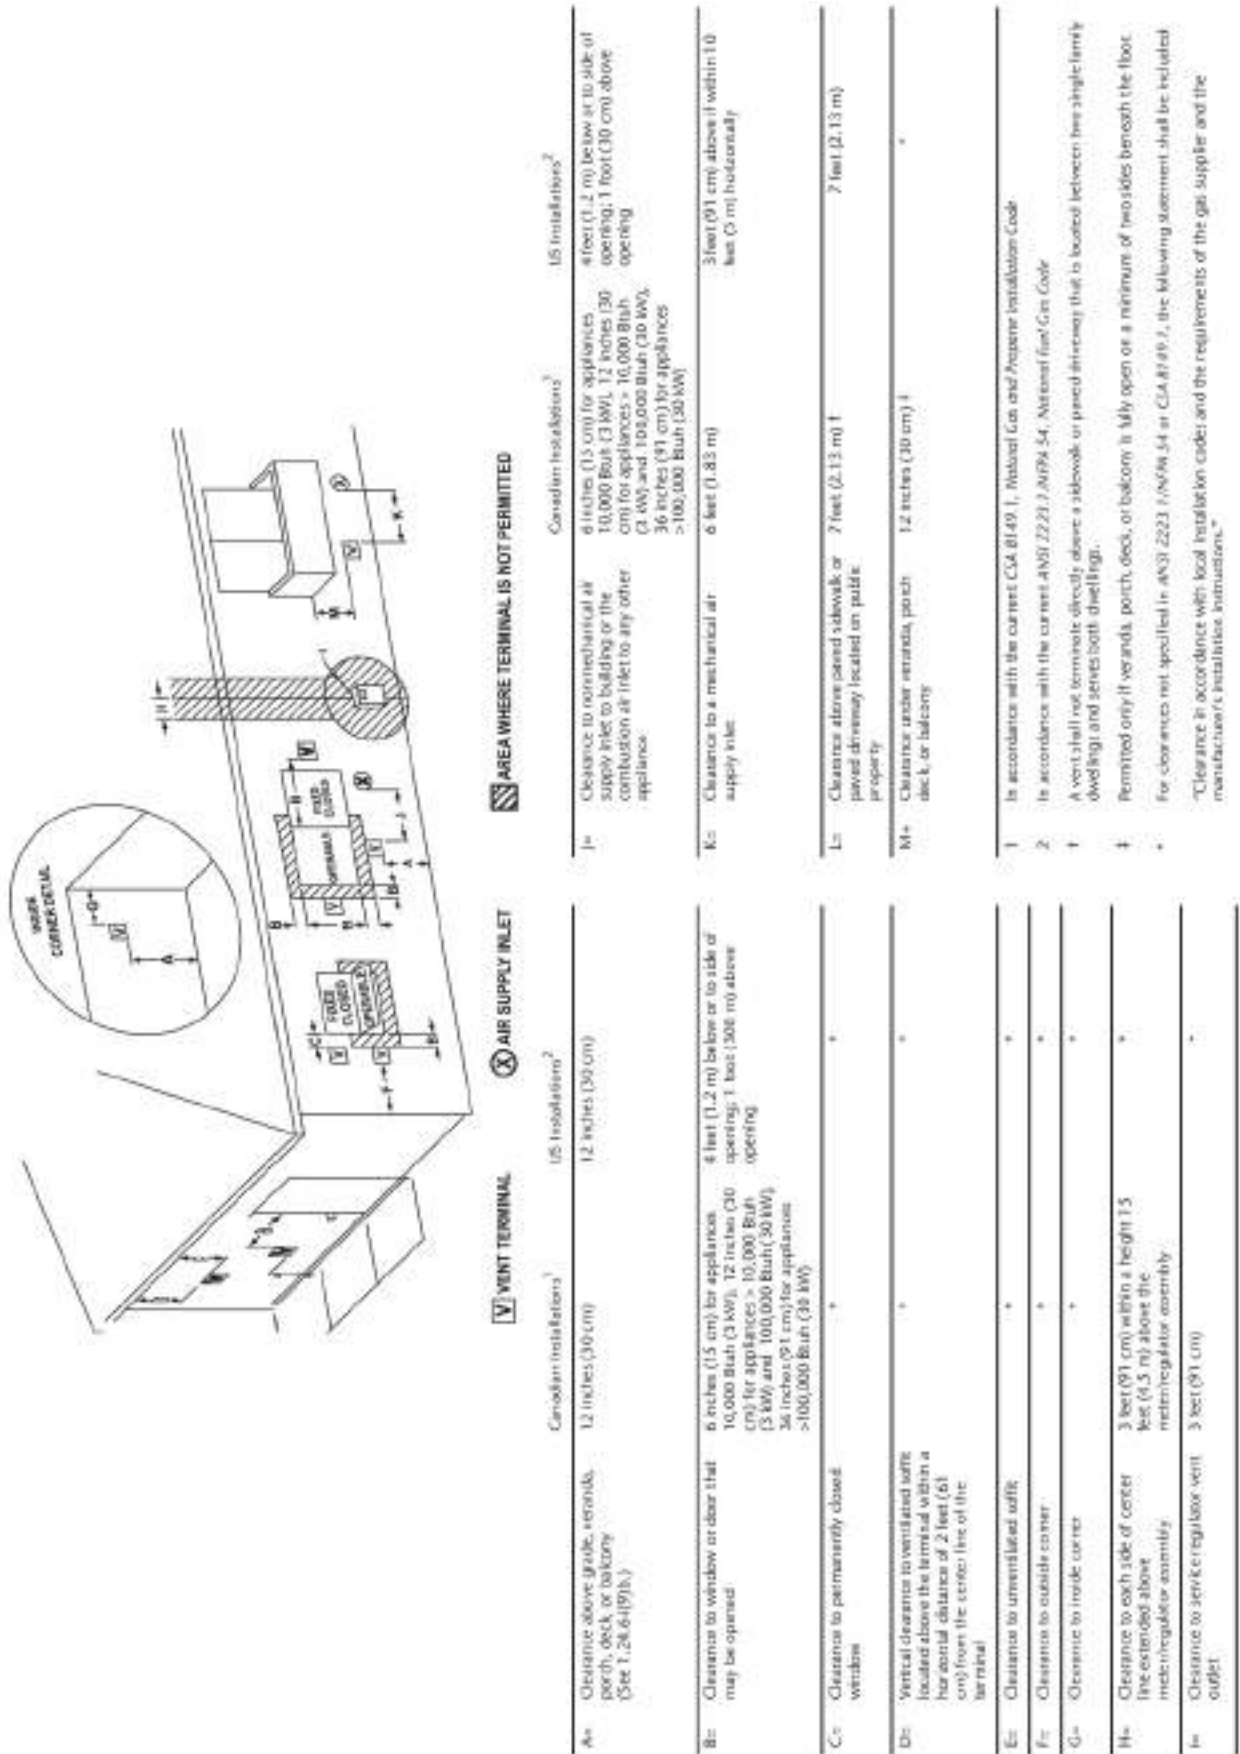 INSIDE
CORNER DETAIL
G
V
A
H
I
M
V
K
X
FIXED
CLOSED
OPERABLE
C
V
B
F
V
B
B
V
OPERABLE
FIXED
CLOSED
B
V
X
J
A
V VENT TERMINAL
X AIR SUPPLY INLET
AREA WHERE TERMINAL IS NOT PERMITTED
Canadian Installations1
US Installations2
A= Clearance above grade, veranda, 12 inches (30 cm) 12 inches (30 cm)
porch, deck, or balcony
(See 1.24.6-i(9)b.)
B= Clearance to window or door that 6 inches (15 cm) for appliances 4 feet (1.2 m) below or to side of
may be opened 10,000 Btuh (3 kW), 12 inches (30 opening; 1 foot (300 m) above
cm) for appliances > 10,000 Btuh opening
(3 kW) and 100,000 Btuh (30 kW),
36 inches (91 cm) for appliances
>100,000 Btuh (30 kW)
C= Clearance to permanently closed * *
window
D= Vertical clearance to ventilated soffit * *
located above the terminal within a
horizontal distance of 2 feet (61
cm) from the center line of the
terminal
E= Clearance to unventilated soffit * *
F= Clearance to outside corner * *
G= Clearance to inside corner * *
H= Clearance to each side of center 3 feet (91 cm) within a height 15 *
line extended above feet (4.5 m) above the
meter/regulator assembly meter/regulator assembly
I= Clearance to service regulator vent 3 feet (91 cm) *
outlet
Canadian Installations1
US Installations2
J= Clearance to nonmechanical air 6 inches (15 cm) for appliances 4 feet (1.2 m) below or to side of
supply inlet to building or the 10,000 Btuh (3 kW), 12 inches (30 opening; 1 foot (30 cm) above
combustion air inlet to any other cm) for appliances > 10,000 Btuh opening
appliance (3 kW) and 100,000 Btuh (30 kW),
36 inches (91 cm) for appliances
>100,000 Btuh (30 kW)
K= Clearance to a mechanical air 6 feet (1.83 m) 3 feet (91 cm) above if within 10
supply inlet feet (3 m) horizontally
L= Clearance above paved sidewalk or 7 feet (2.13 m) † 7 feet (2.13 m)
paved driveway located on public
property
M= Clearance under veranda, porch 12 inches (30 cm) ‡ *
deck, or balcony
1 In accordance with the current CSA B149.1, Natural Gas and Propane Installation Code
2 In accordance with the current ANSI Z223.1/NFPA 54, National Fuel Gas Code
† A vent shall not terminate directly above a sidewalk or paved driveway that is located between two single family
dwellings and serves both dwellings.
‡ Permitted only if veranda, porch, deck, or balcony is fully open on a minimum of two sides beneath the floor.
* For clearances not specified in ANSI Z223.1/NFPA 54 or CSA B149.1, the following statement shall be included
"Clearance in accordance with local installation codes and the requirements of the gas supplier and the
manufacturer's installation instructions."